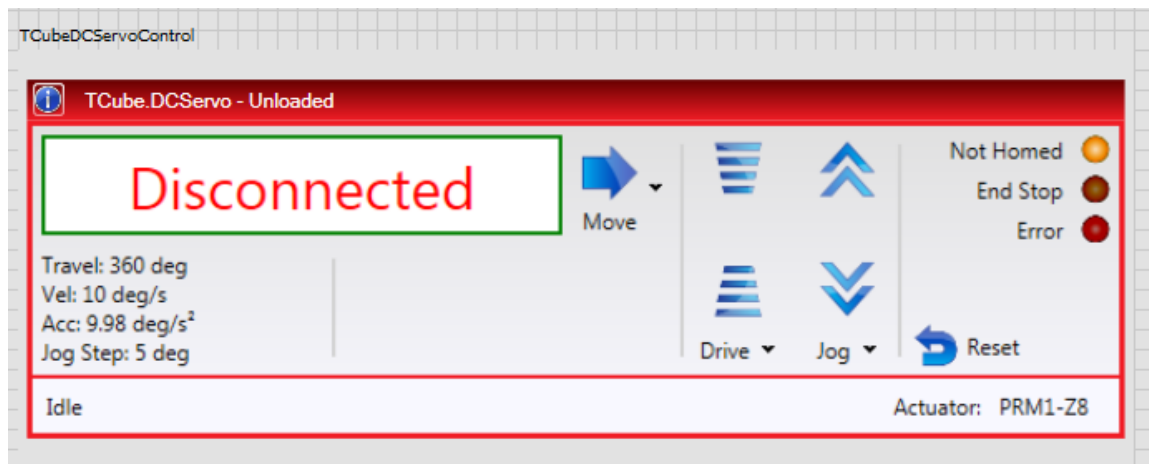 TCubeDCServoControl
TCube.DCServo - Unloaded
Disconnected
Move
Not Homed
End Stop
Error
Travel: 360 deg
Vel: 10 deg/s
Acc: 9.98 deg/s²
Jog Step: 5 deg
Drive
Jog
Reset
Idle
Actuator: PRM1-Z8